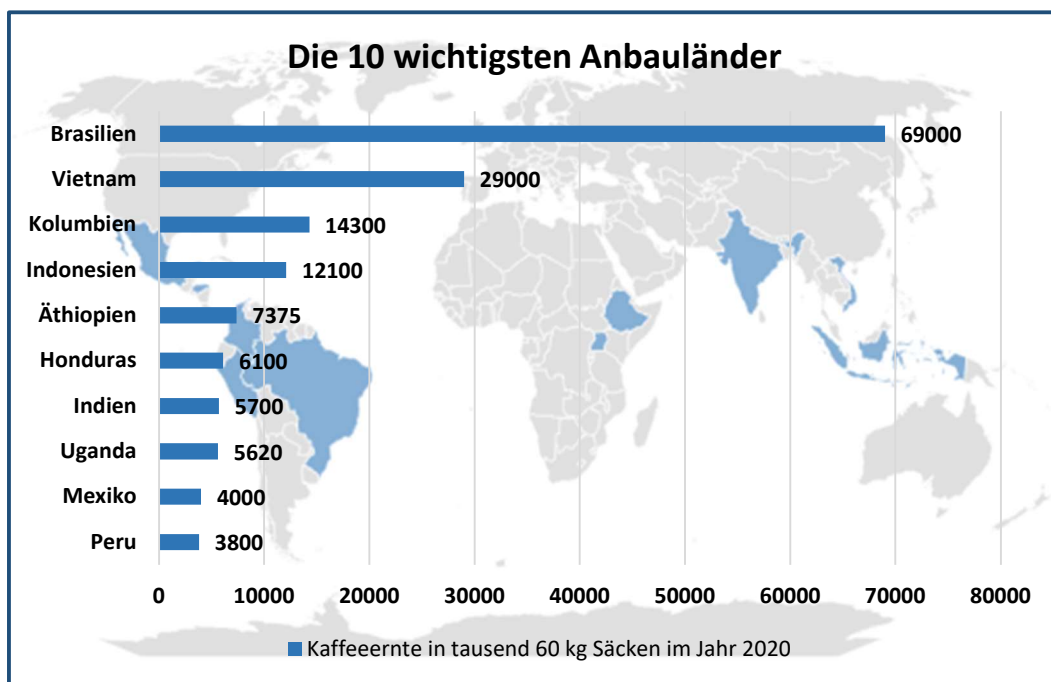 Die 10 wichtigsten Anbauländer
Brasilien 69000
Vietnam 29000
Kolumbien 14300
Indonesien 12100
Äthiopien 7375
Honduras 6100
Indien 5700
Uganda 5620
Mexiko 4000
Peru 3800
0 10000 20000 30000 40000 50000 60000 70000 80000
Kaffeeernte in tausend 60 kg Säcken im Jahr 2020